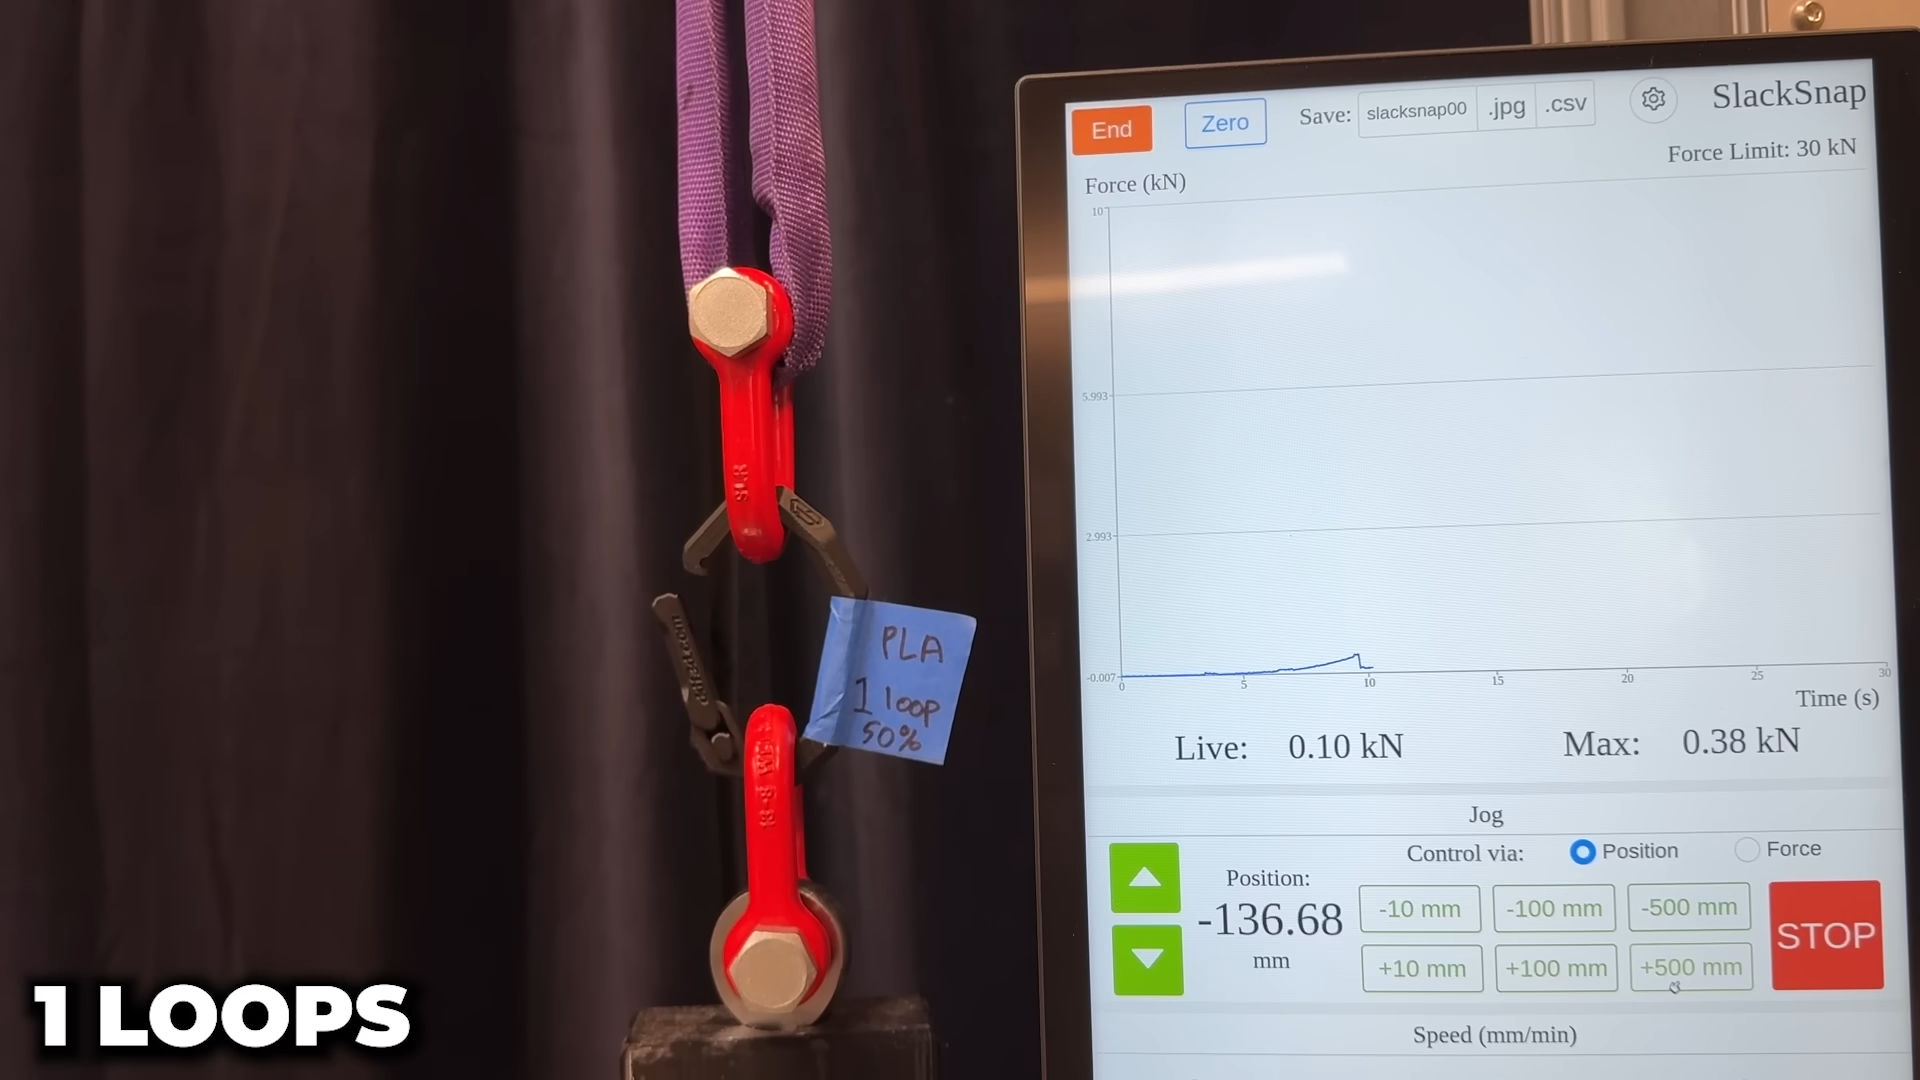 End
Zero
Save:
slacksnap00
.jpg
.csv
SlackSnap
Force Limit: 30 kN
Force (kN)
10
5.993
2.993
-0.007
0
5
10
15
20
25
30
Time (s)
Live: 0.10 kN
Max: 0.38 kN
Jog
Control via:
Position
Force
Position:
-136.68
mm
-10 mm
-100 mm
-500 mm
+10 mm
+100 mm
+500 mm
STOP
Speed (mm/min)
PLA
1 loop
50%
1 LOOPS